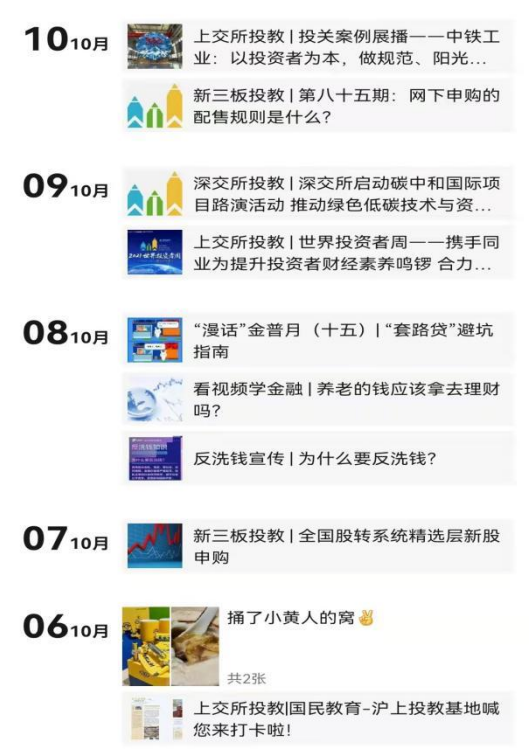 10 10月
上交所投教 | 投关案例展播——中铁工
业：以投资者为本，做规范、阳光...
新三板投教 | 第八十五期：网下申购的
配售规则是什么？
09 10月
深交所投教 | 深交所启动碳中和国际项
目路演活动 推动绿色低碳技术与资...
上交所投教 | 世界投资者周——携手同
业为提升投资者财经素养鸣锣 合力...
08 10月
“漫话”金普月（十五）| “套路贷”避坑
指南
看视频学金融 | 养老的钱应该拿去理财
吗？
反洗钱宣传 | 为什么要反洗钱？
07 10月
新三板投教 | 全国股转系统精选层新股
申购
06 10月
捅了小黄人的窝✌️
共2张
上交所投教|国民教育-沪上投教基地喊
您来打卡啦!